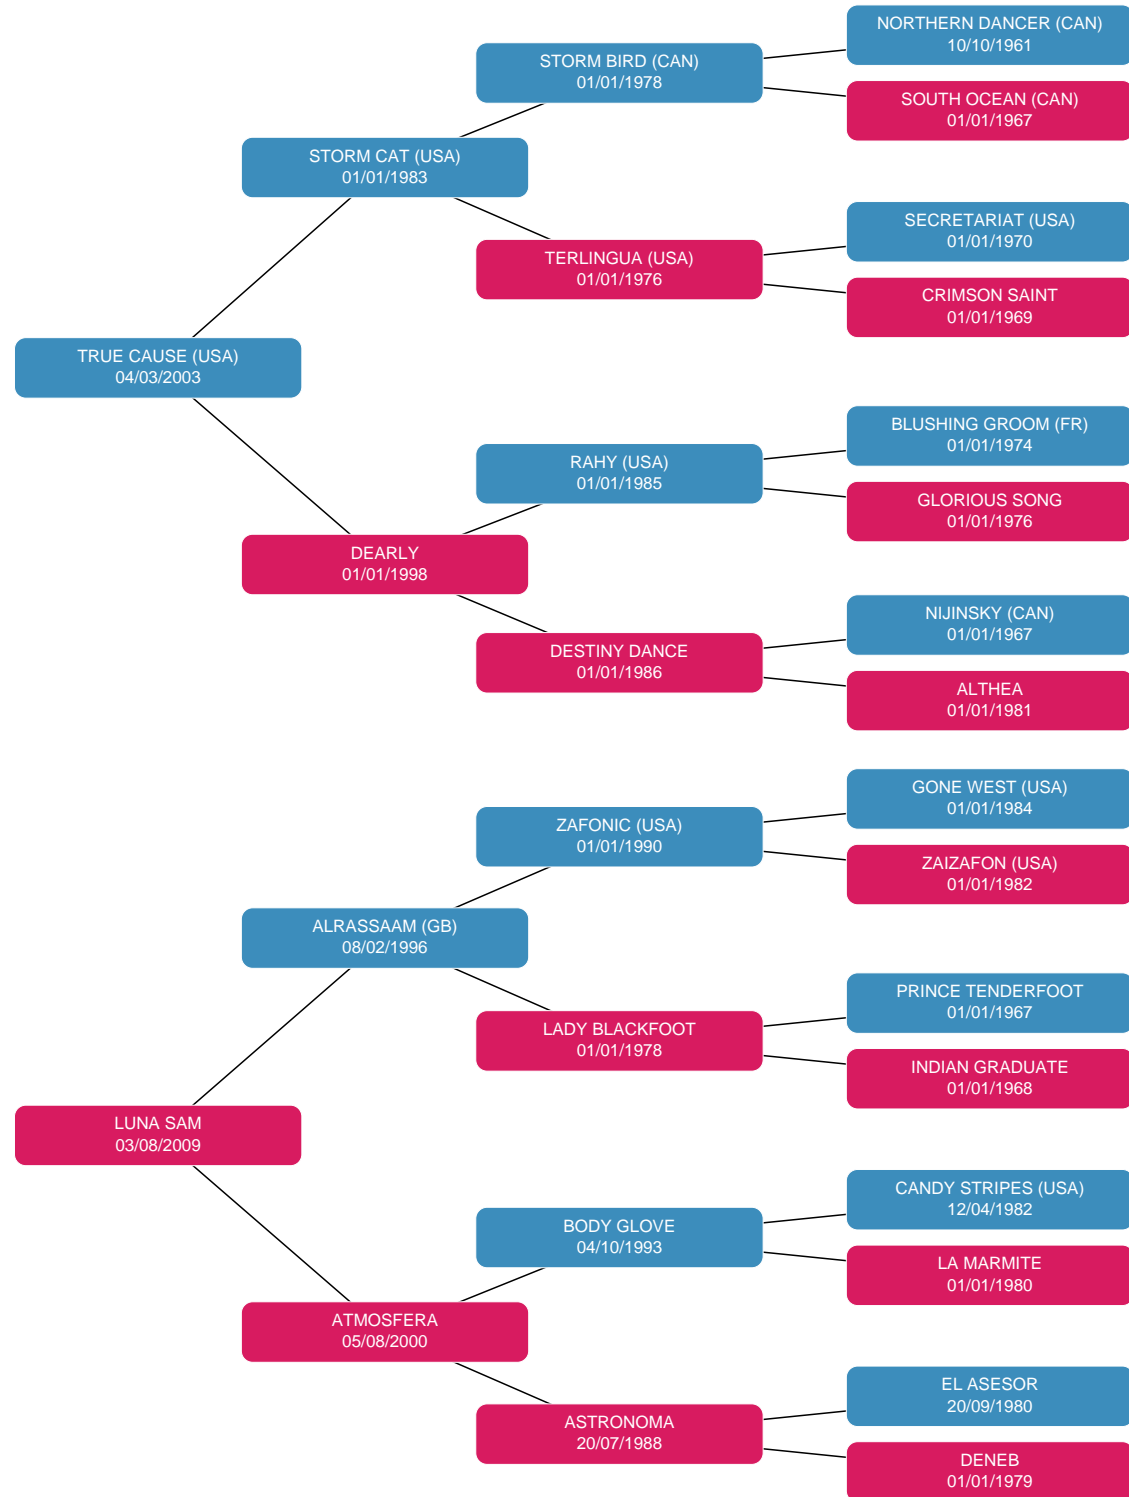 NORTHERN DANCER (CAN)
10/10/1961
STORM BIRD (CAN)
01/01/1978
SOUTH OCEAN (CAN)
01/01/1967
STORM CAT (USA)
01/01/1983
SECRETARIAT (USA)
01/01/1970
TERLINGUA (USA)
01/01/1976
CRIMSON SAINT
01/01/1969
TRUE CAUSE (USA)
04/03/2003
BLUSHING GROOM (FR)
01/01/1974
RAHY (USA)
01/01/1985
GLORIOUS SONG
01/01/1976
DEARLY
01/01/1998
NIJINSKY (CAN)
01/01/1967
DESTINY DANCE
01/01/1986
ALTHEA
01/01/1981
GONE WEST (USA)
01/01/1984
ZAFONIC (USA)
01/01/1990
ZAIZAFON (USA)
01/01/1982
ALRASSAAM (GB)
08/02/1996
PRINCE TENDERFOOT
01/01/1967
LADY BLACKFOOT
01/01/1978
INDIAN GRADUATE
01/01/1968
LUNA SAM
03/08/2009
CANDY STRIPES (USA)
12/04/1982
BODY GLOVE
04/10/1993
LA MARMITE
01/01/1980
ATMOSFERA
05/08/2000
EL ASESOR
20/09/1980
ASTRONOMA
20/07/1988
DENEB
01/01/1979